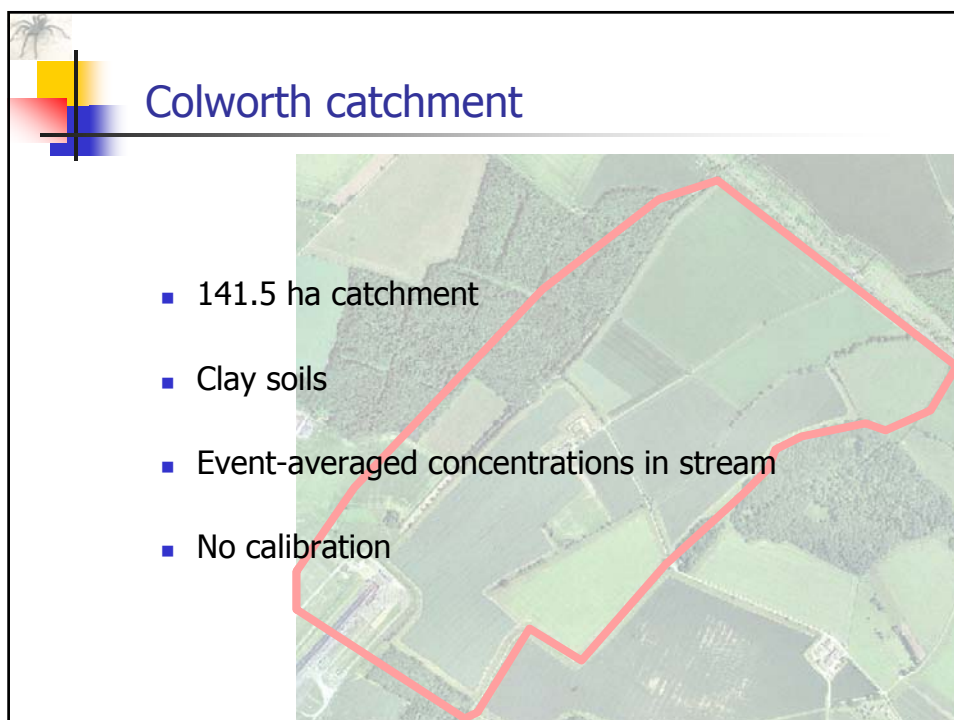 Colworth catchment
141.5 ha catchment
Clay soils
Event-averaged concentrations in stream
No calibration